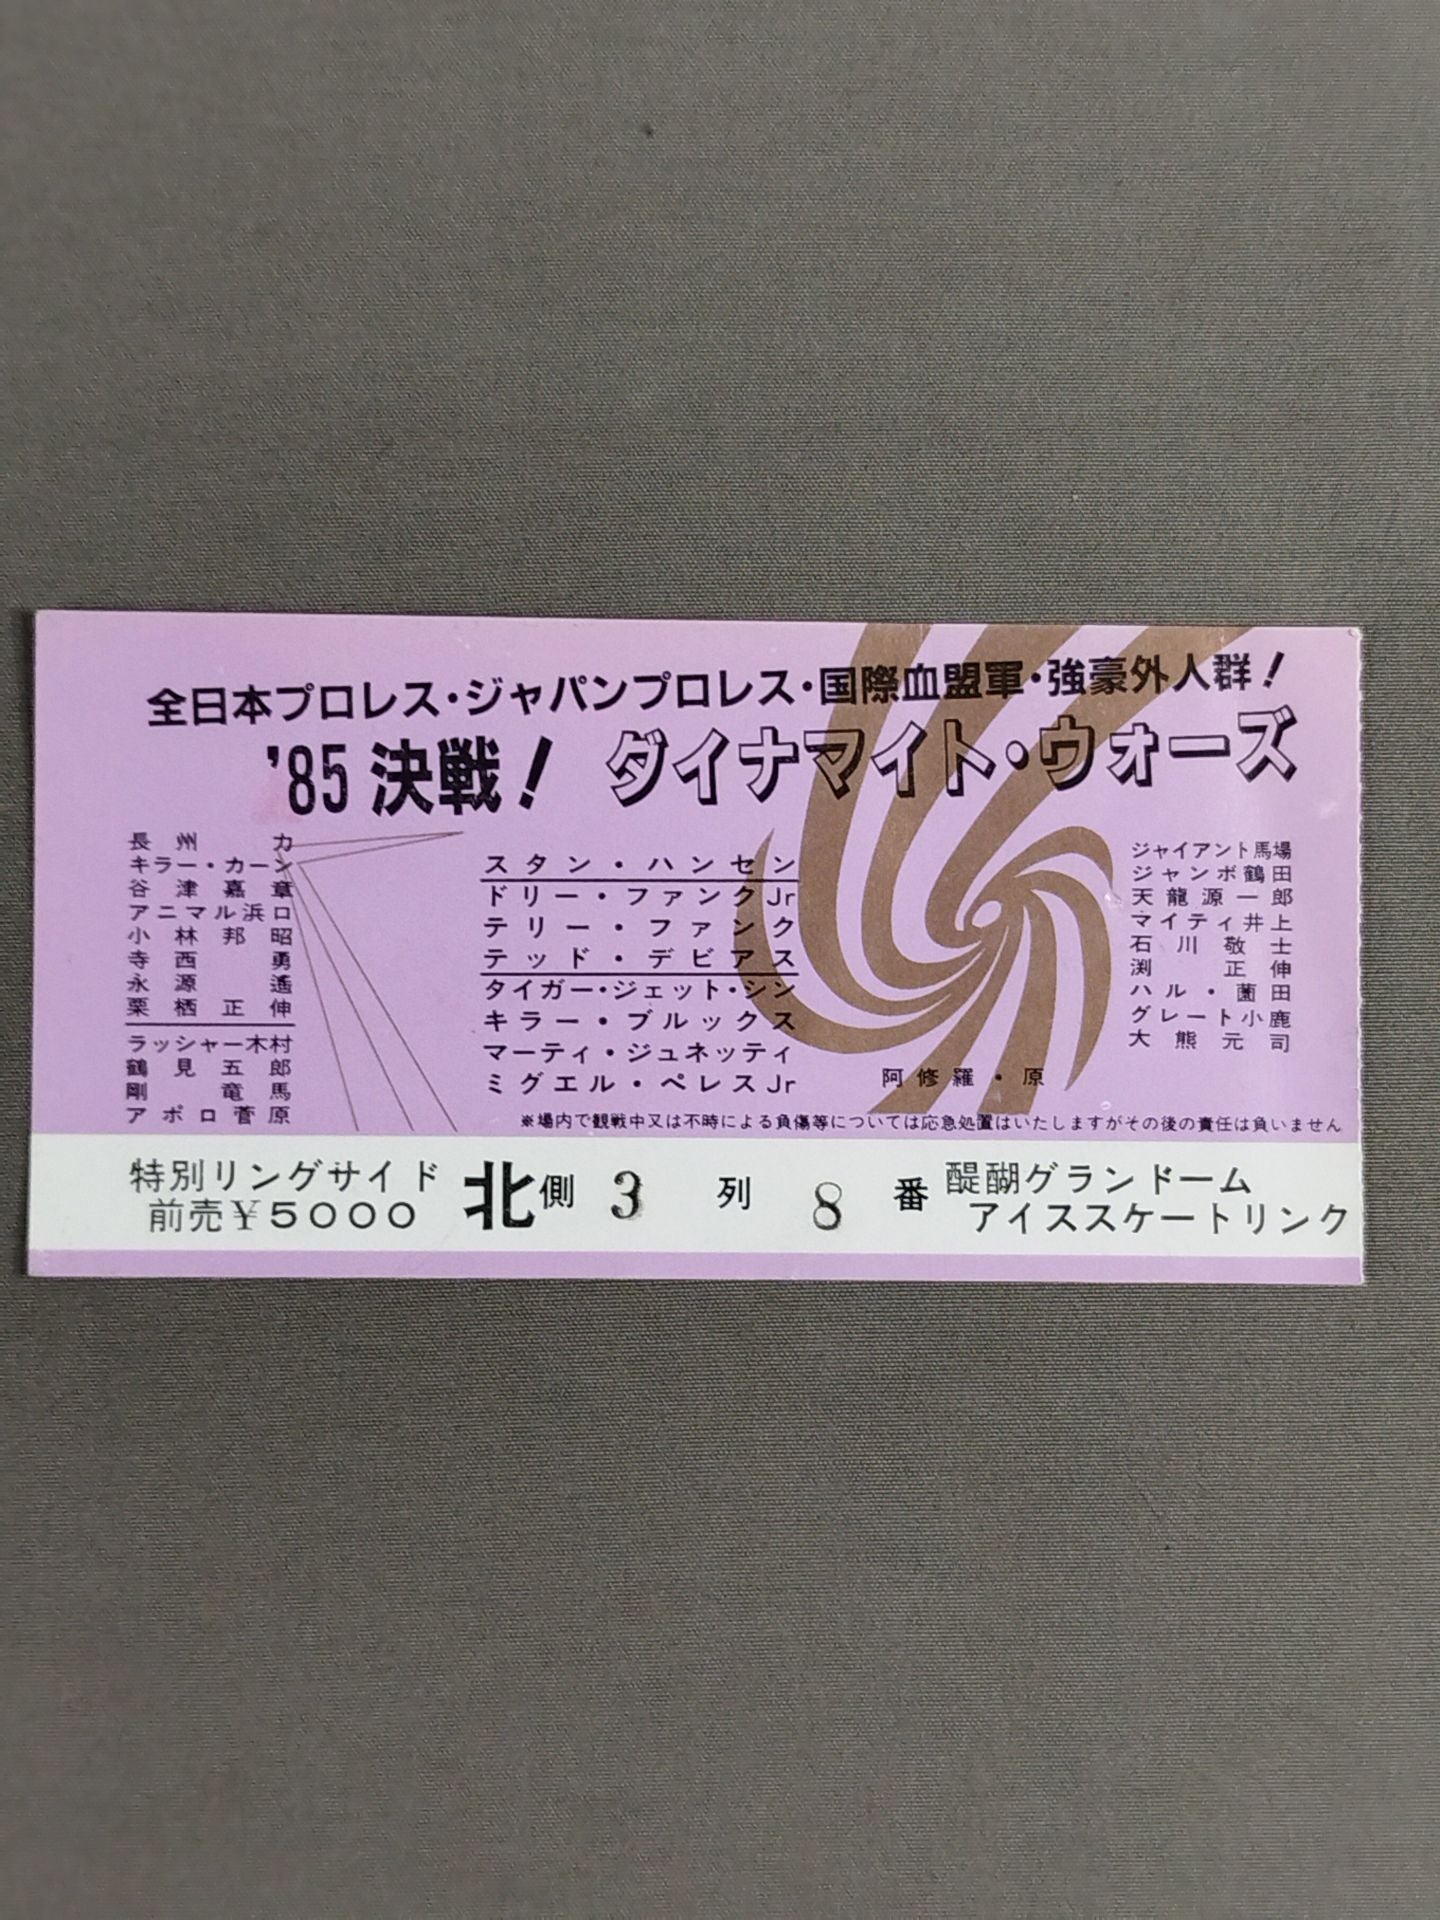 全日本プロレス・ジャパンプロレス・国際血盟軍・強豪外人群!
'85 決戦! ダイナマイト・ウォーズ
長州力
キラー・カーン
谷津嘉章
アニマル浜口
小林邦昭
寺西勇
永源遙
栗栖正伸
ラッシャー木村
鶴見五郎
剛竜馬
アポロ菅原
スタン・ハンセン
ドリー・ファンクJr
テリー・ファンク
テッド・デビアス
タイガー・ジェット・シン
キラー・ブルックス
マーティ・ジュネッティ
ミグエル・ペレスJr
阿修羅・原
ジャイアント馬場
ジャンボ鶴田
天龍源一郎
マイティ井上
石川敬士
渕正伸
ハル・薗田
グレート小鹿
大熊元司
※場内で観戦中又は不時による負傷等については応急処置はいたしますがその後の責任は負いません
特別リングサイド
前売¥5000
北側 3 列 8 番
醍醐グランドーム
アイススケートリンク